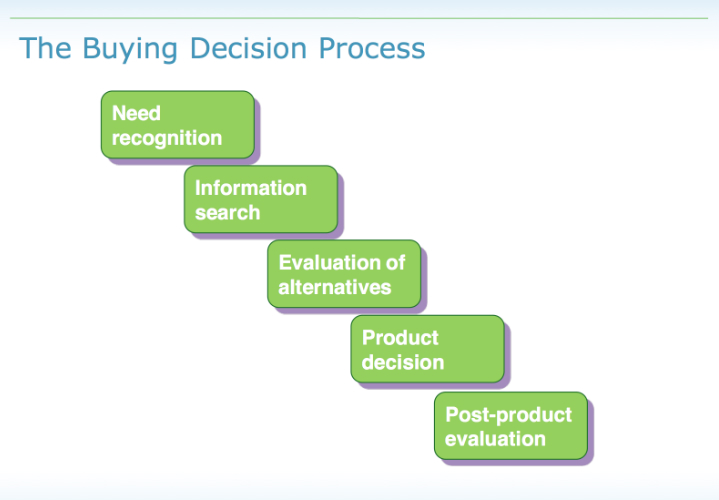 The Buying Decision Process
Need
recognition
Information
search
Evaluation of
alternatives
Product
decision
Post-product
evaluation